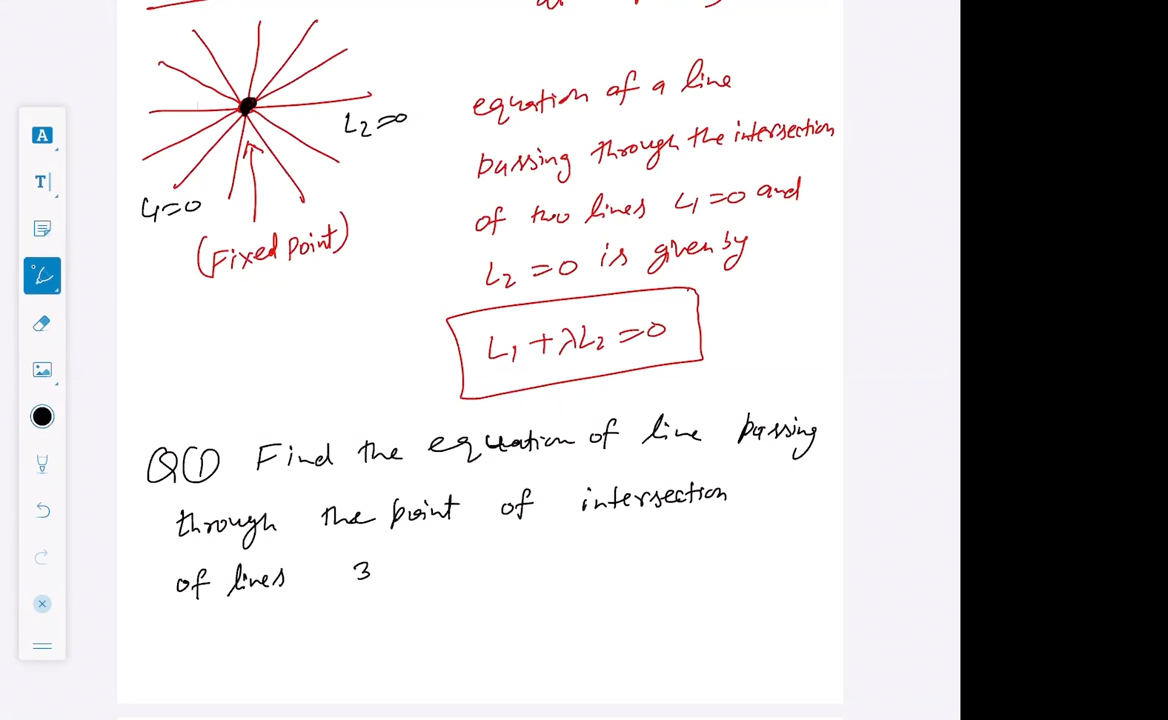 L₂=0
L₁=0
(Fixed Point)
equation of a line
passing through the intersection
of two lines L₁=0 and
L₂=0 is given by
L₁+λL₂=0
Q① Find the equation of line passing
through the point of intersection
of lines 3
A
T